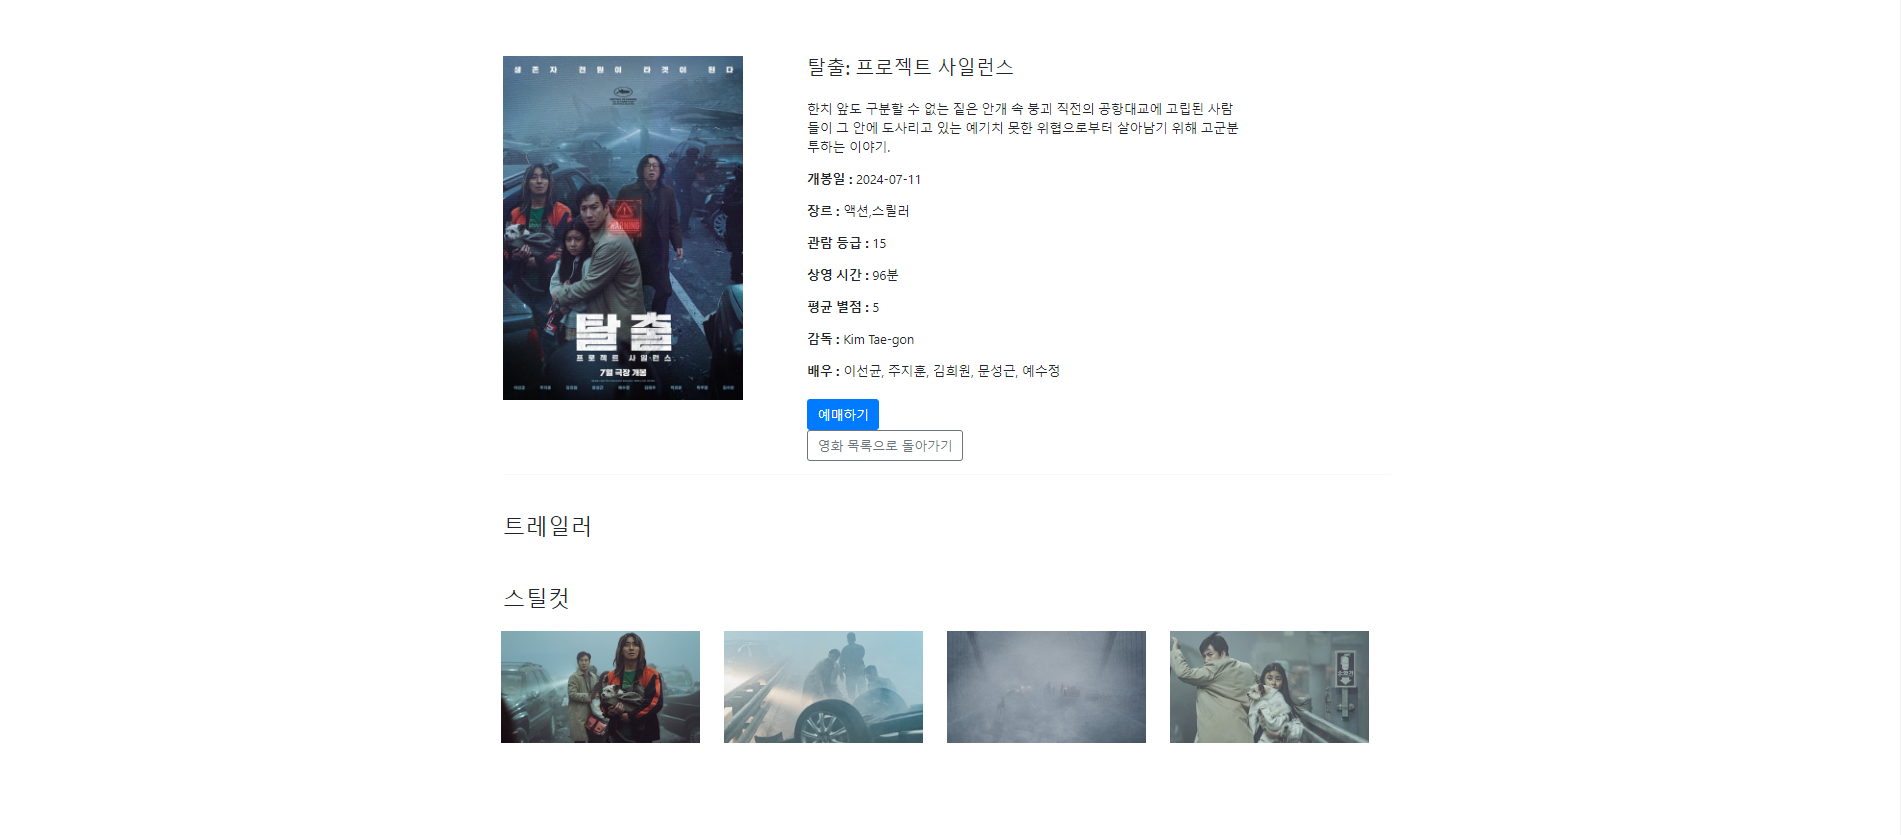 생존자 전원이 타겟이 된다
WARNING
탈출
프로젝트 사일런스
7월 극장 개봉
탈출: 프로젝트 사일런스
한치 앞도 구분할 수 없는 짙은 안개 속 붕괴 직전의 공항대교에 고립된 사람
들이 그 안에 도사리고 있는 예기치 못한 위협으로부터 살아남기 위해 고군분
투하는 이야기.
개봉일 : 2024-07-11
장르 : 액션,스릴러
관람 등급 : 15
상영 시간 : 96분
평균 별점 : 5
감독 : Kim Tae-gon
배우 : 이선균, 주지훈, 김희원, 문성근, 예수정
예매하기
영화 목록으로 돌아가기
트레일러
스틸컷
소화기